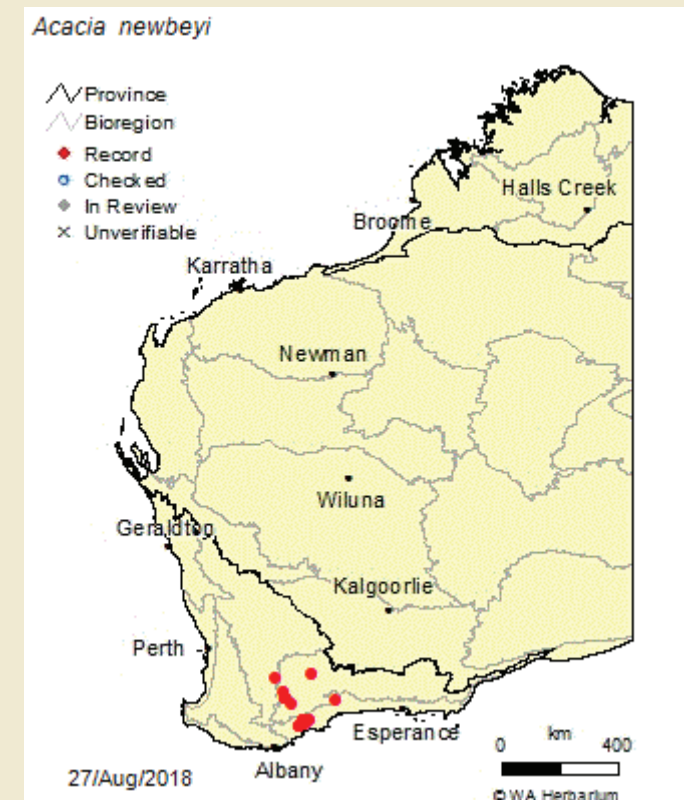 Acacia newbeyi
Province
Bioregion
Record
Checked
In Review
Unverifiable
Halls Creek
Broome
Karratha
Newman
Wiluna
Geraldton
Kalgoorlie
Perth
Esperance
0 km 400
Albany
27/Aug/2018
© WA Herbarium